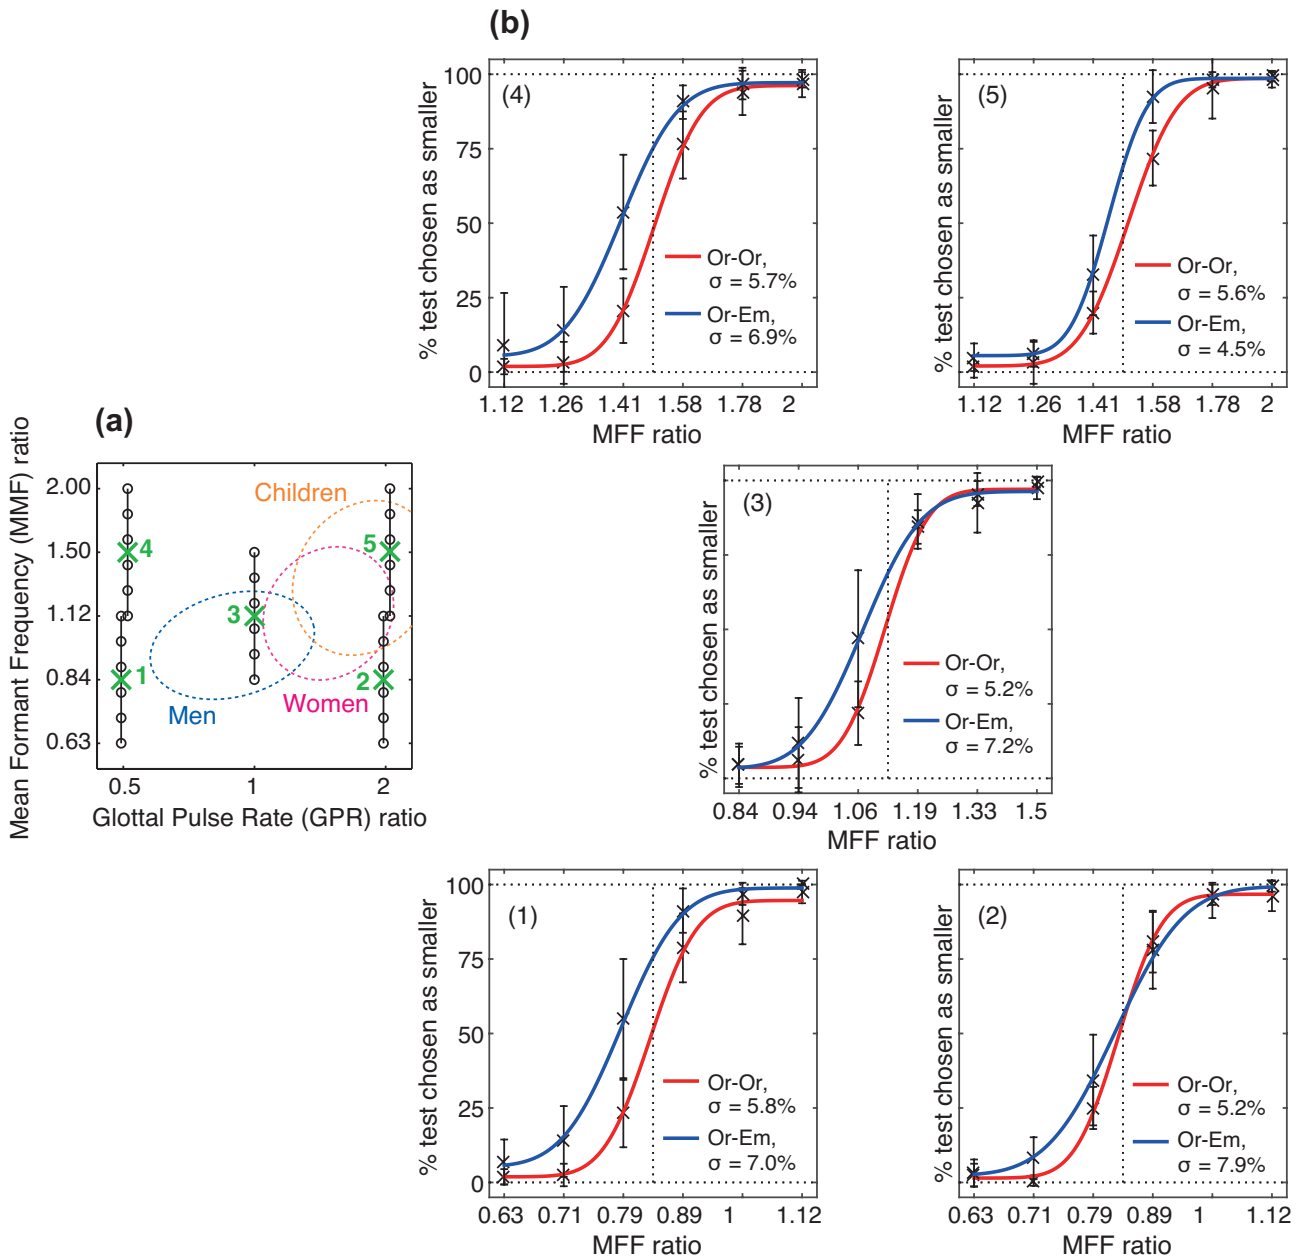 (b)
(4)
% test chosen as smaller
100
75
50
25
0
Or-Or,
σ = 5.7%
Or-Em,
σ = 6.9%
1.12 1.26 1.41 1.58 1.78 2
MFF ratio
(5)
% test chosen as smaller
Or-Or,
σ = 5.6%
Or-Em,
σ = 4.5%
1.12 1.26 1.41 1.58 1.78 2
MFF ratio
(a)
Mean Formant Frequency (MMF) ratio
2.00
1.50
1.12
0.84
0.63
Children
Men
Women
4
5
3
1
2
0.5 1 2
Glottal Pulse Rate (GPR) ratio
(3)
% test chosen as smaller
Or-Or,
σ = 5.2%
Or-Em,
σ = 7.2%
0.84 0.94 1.06 1.19 1.33 1.5
MFF ratio
(1)
% test chosen as smaller
100
75
50
25
0
Or-Or,
σ = 5.8%
Or-Em,
σ = 7.0%
0.63 0.71 0.79 0.89 1 1.12
MFF ratio
(2)
% test chosen as smaller
Or-Or,
σ = 5.2%
Or-Em,
σ = 7.9%
0.63 0.71 0.79 0.89 1 1.12
MFF ratio